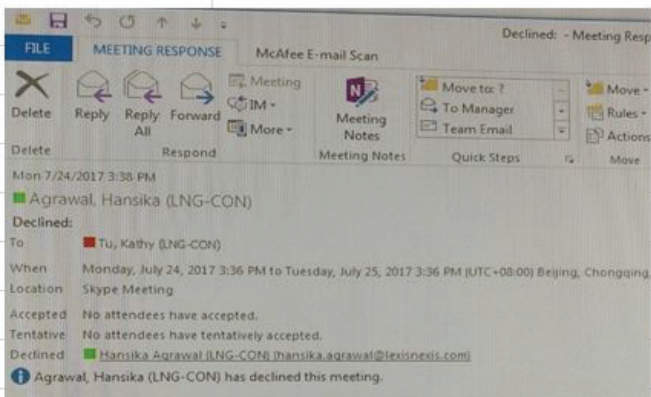 Declined: - Meeting Resp
FILE MEETING RESPONSE McAfee E-mail Scan
Delete Reply Reply All Forward Meeting IM More Meeting Notes Move to: ? To Manager Team Email Move Rules Actions
Delete Respond Meeting Notes Quick Steps Move
Mon 7/24/2017 3:38 PM
Agrawal, Hansika (LNG-CON)
Declined:
To Tu, Kathy (LNG-CON)
When Monday, July 24, 2017 3:36 PM to Tuesday, July 25, 2017 3:36 PM (UTC+08:00) Beijing, Chongqing,
Location Skype Meeting
Accepted No attendees have accepted.
Tentative No attendees have tentatively accepted.
Declined Hansika Agrawal (LNG-CON) (hansika.agrawal@lexisnexis.com)
Agrawal, Hansika (LNG-CON) has declined this meeting.